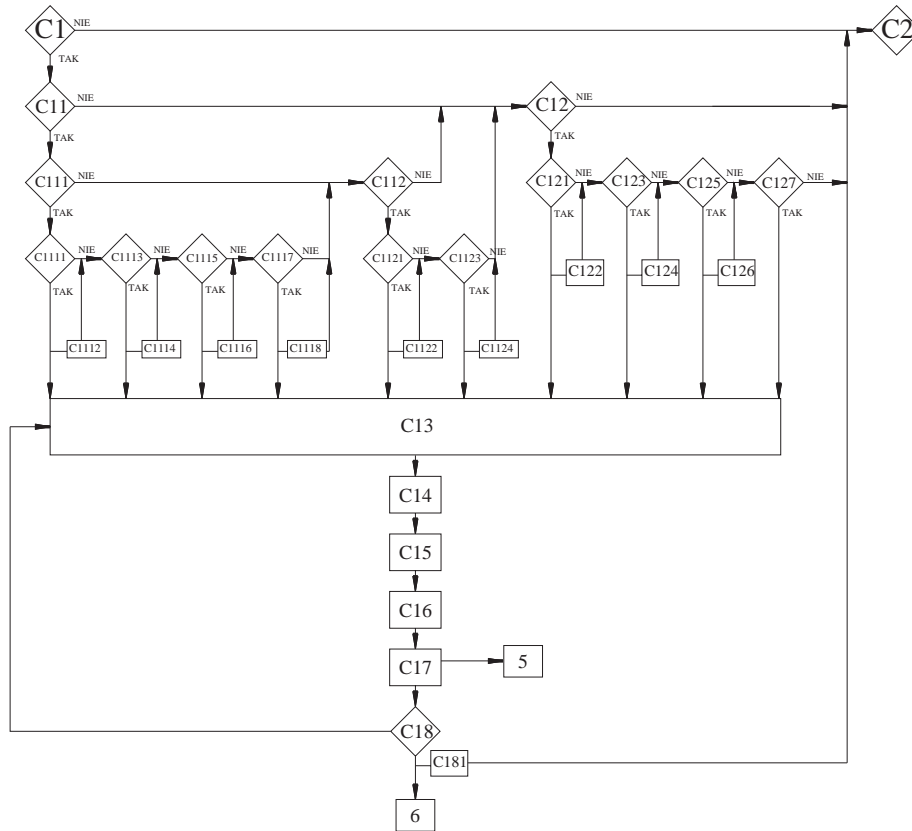 C1 NIE C2
TAK
C11 NIE C12 NIE
TAK TAK
C111 NIE C112 NIE C121 NIE C123 NIE C125 NIE C127 NIE
TAK TAK TAK TAK TAK TAK
C1111 NIE C1113 NIE C1115 NIE C1117 NIE C1121 NIE C1123 NIE C122 C124 C126
TAK TAK TAK TAK TAK TAK
C1112 C1114 C1116 C1118 C1122 C1124
C13
C14
C15
C16
C17 5
C18
C181
6